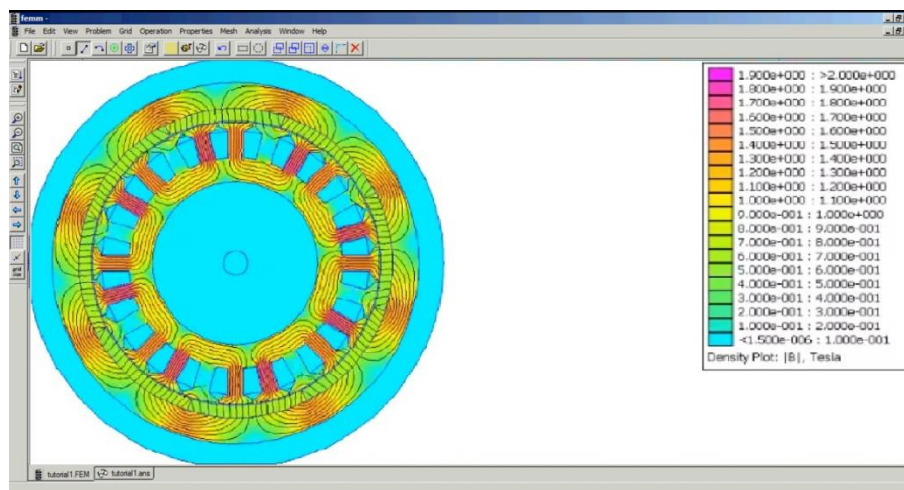 femm -
File Edit View Problem Grid Operation Properties Mesh Analysis Window Help
1.900e+000 : >2.000e+000
1.800e+000 : 1.900e+000
1.700e+000 : 1.800e+000
1.600e+000 : 1.700e+000
1.500e+000 : 1.600e+000
1.400e+000 : 1.500e+000
1.300e+000 : 1.400e+000
1.200e+000 : 1.300e+000
1.100e+000 : 1.200e+000
1.000e+000 : 1.100e+000
9.000e-001 : 1.000e+000
8.000e-001 : 9.000e-001
7.000e-001 : 8.000e-001
6.000e-001 : 7.000e-001
5.000e-001 : 6.000e-001
4.000e-001 : 5.000e-001
3.000e-001 : 4.000e-001
2.000e-001 : 3.000e-001
1.000e-001 : 2.000e-001
<1.500e-006 : 1.000e-001
Density Plot: |B|, Tesla
tutorial1.FEM tutorial1.ans